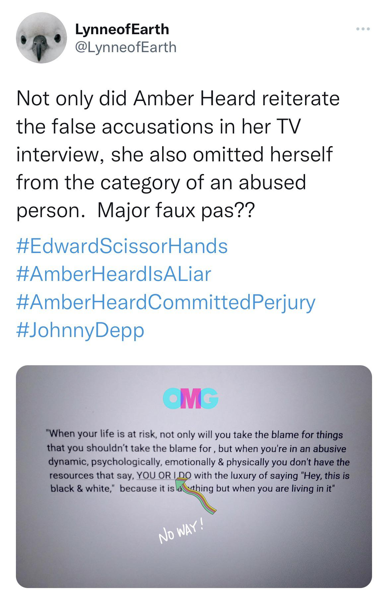 LynneofEarth
@LynneofEarth
Not only did Amber Heard reiterate
the false accusations in her TV
interview, she also omitted herself
from the category of an abused
person.  Major faux pas??
#EdwardScissorHands
#AmberHeardIsALiar
#AmberHeardCommittedPerjury
#JohnnyDepp
OMG
"When your life is at risk, not only will you take the blame for things
that you shouldn't take the blame for , but when you're in an abusive
dynamic, psychologically, emotionally & physically you don't have the
resources that say, YOU OR I DO with the luxury of saying "Hey, this is
black & white," because it is anything but when you are living in it"
NO WAY!